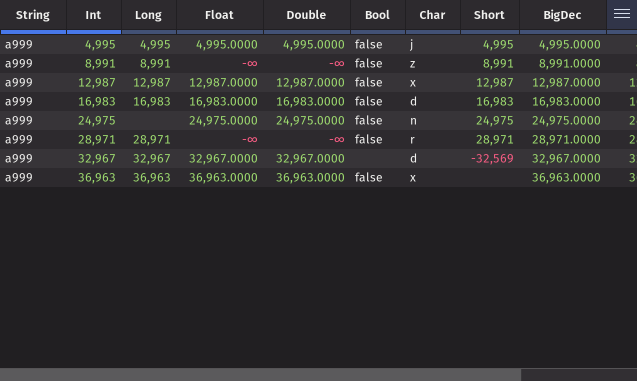 String Int Long Float Double Bool Char Short BigDec
a999 4,995 4,995 4,995.0000 4,995.0000 false j 4,995 4,995.0000
a999 8,991 8,991 -∞ -∞ false z 8,991 8,991.0000
a999 12,987 12,987 12,987.0000 12,987.0000 false x 12,987 12,987.0000
a999 16,983 16,983 16,983.0000 16,983.0000 false d 16,983 16,983.0000
a999 24,975 24,975.0000 24,975.0000 false n 24,975 24,975.0000
a999 28,971 28,971 -∞ -∞ false r 28,971 28,971.0000
a999 32,967 32,967 32,967.0000 32,967.0000 d -32,569 32,967.0000
a999 36,963 36,963 36,963.0000 36,963.0000 false x 36,963.0000